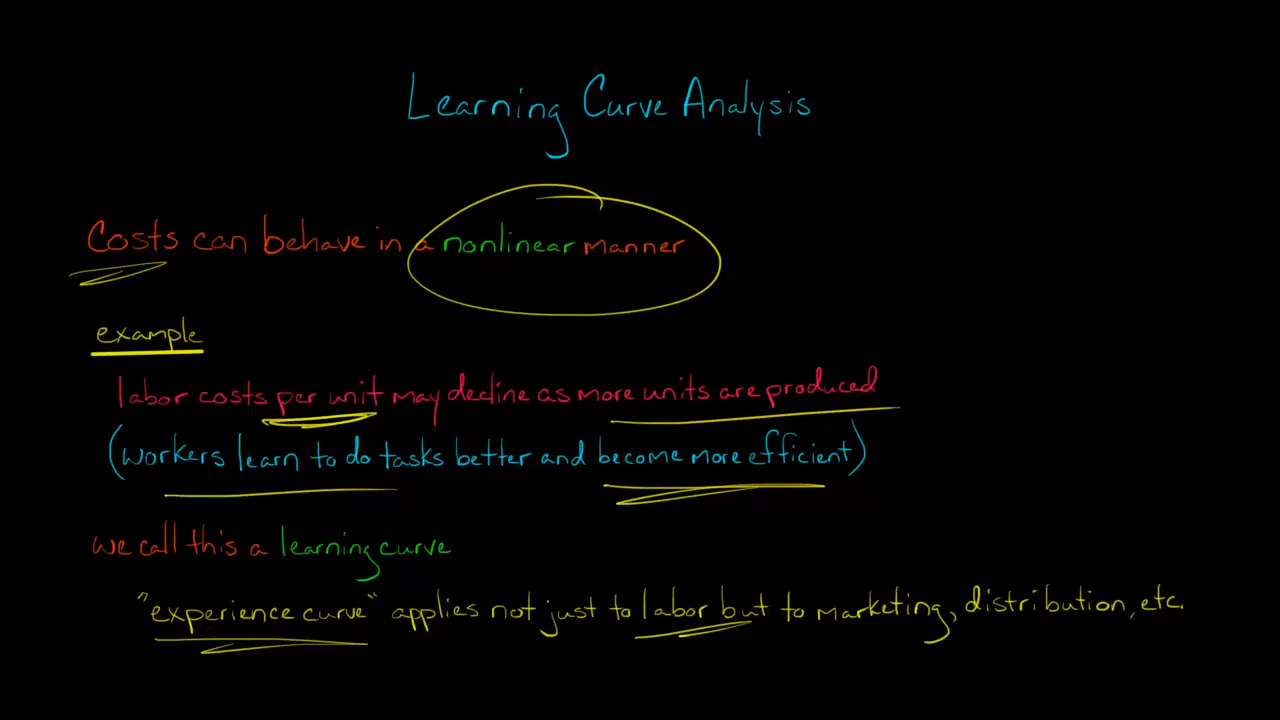 Learning Curve Analysis
Costs can behave in a nonlinear manner
example
labor costs per unit may decline as more units are produced
(workers learn to do tasks better and become more efficient)
we call this a learning curve
"experience curve" applies not just to labor but to marketing, distribution, etc.